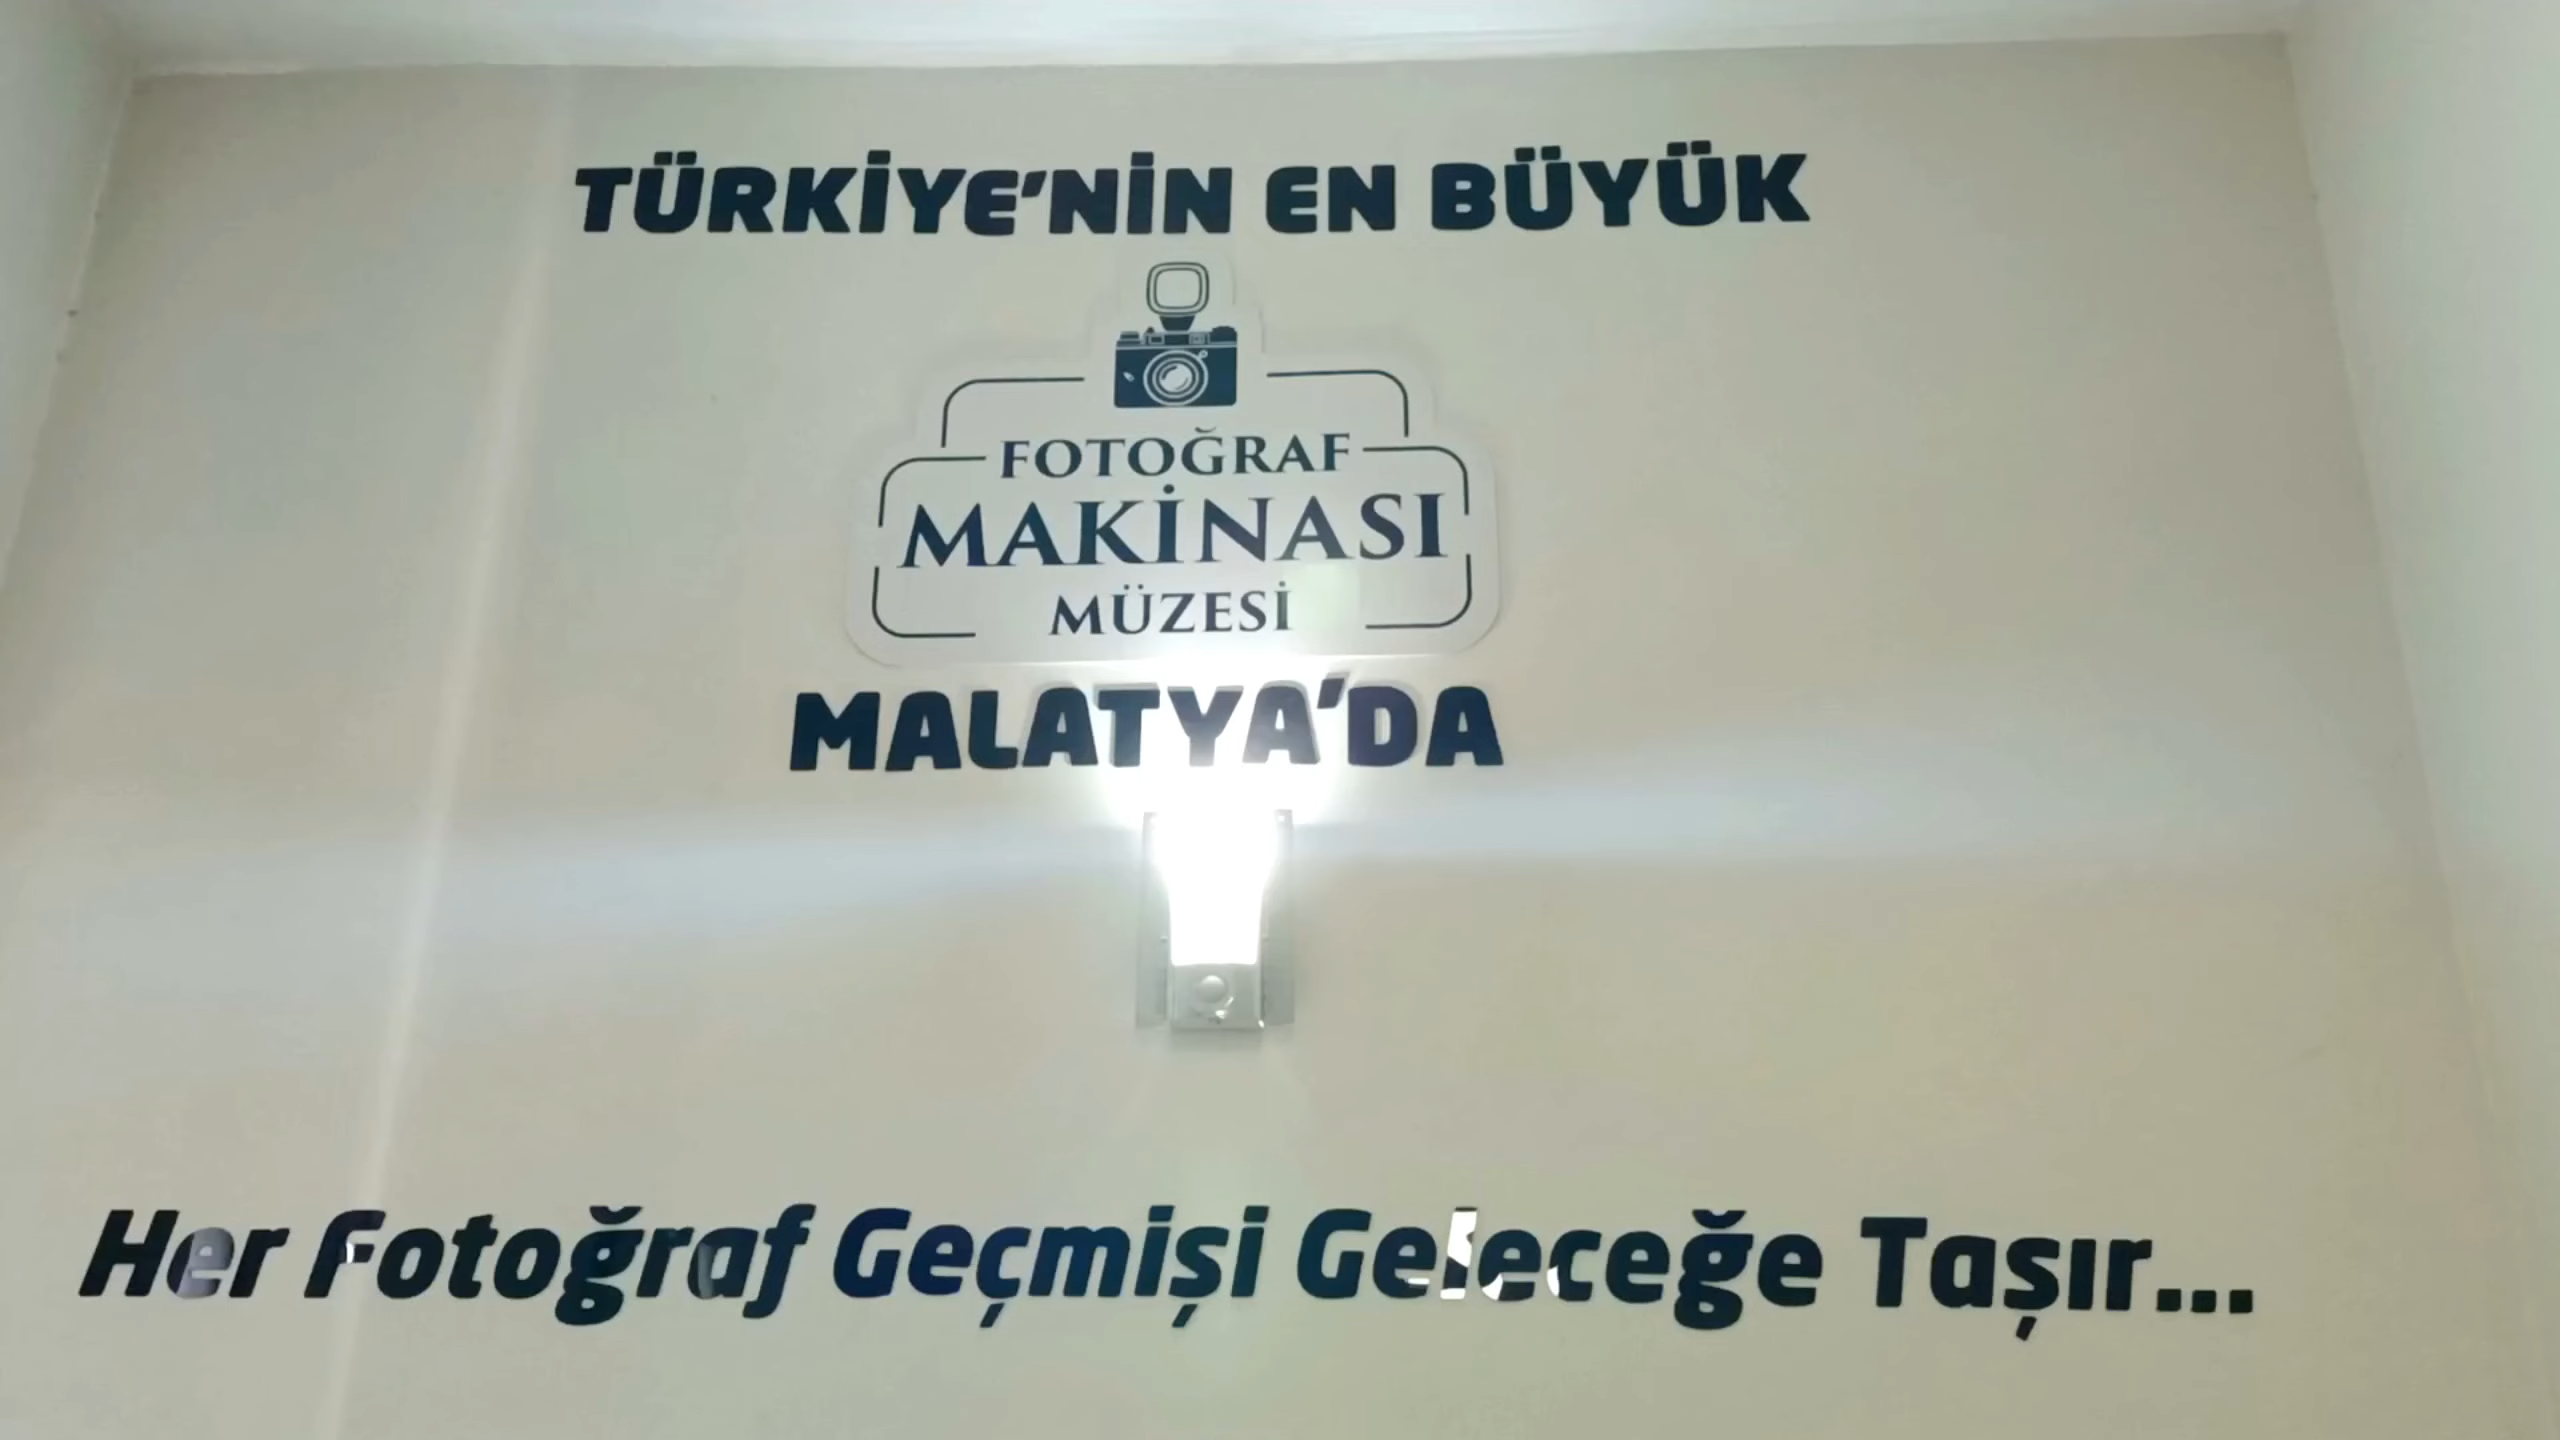 TÜRKİYE'NİN EN BÜYÜK
FOTOĞRAF
MAKİNASI
MÜZESİ
MALATYA'DA
Her Fotoğraf Geçmişi Geleceğe Taşır...